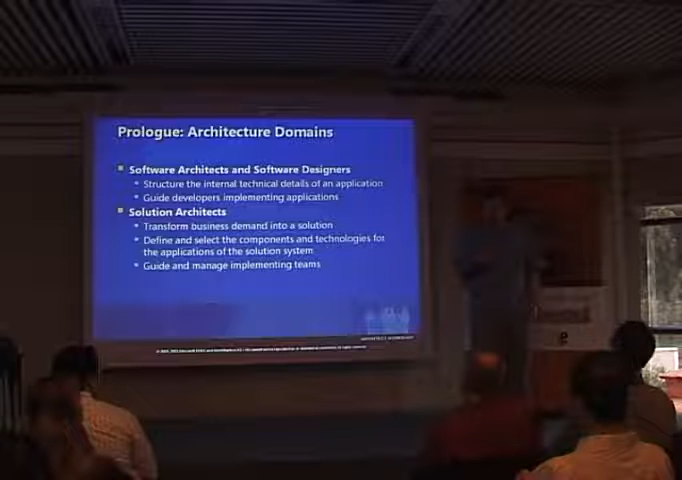 Prologue: Architecture Domains
Software Architects and Software Designers
Structure the internal technical details of an application
Guide developers implementing applications
Solution Architects
Transform business demand into a solution
Define and select the components and technologies for
the applications of the solution system
Guide and manage implementing teams